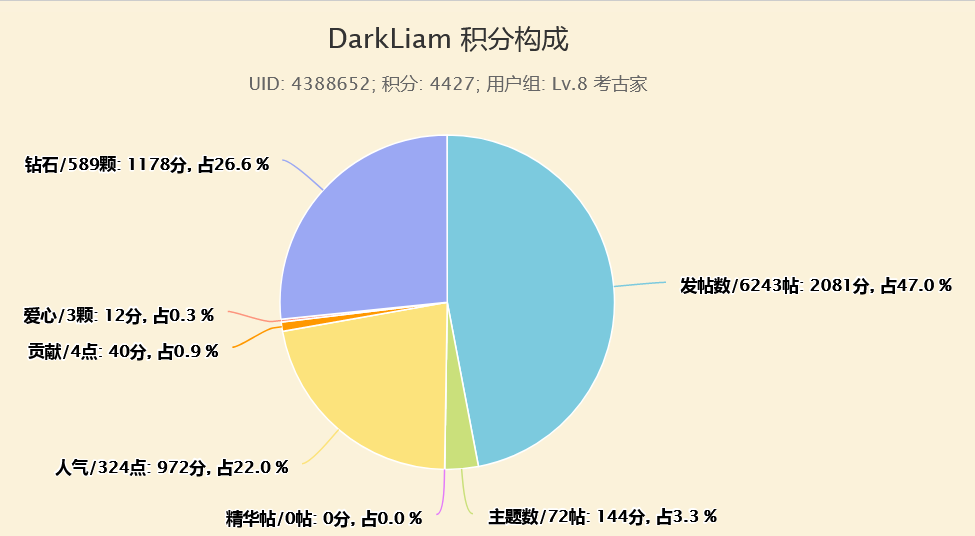 DarkLiam 积分构成
UID: 4388652; 积分: 4427; 用户组: Lv.8 考古家
钻石/589颗: 1178分, 占26.6 %
发帖数/6243帖: 2081分, 占47.0 %
爱心/3颗: 12分, 占0.3 %
贡献/4点: 40分, 占0.9 %
人气/324点: 972分, 占22.0 %
精华帖/0帖: 0分, 占0.0 %
主题数/72帖: 144分, 占3.3 %